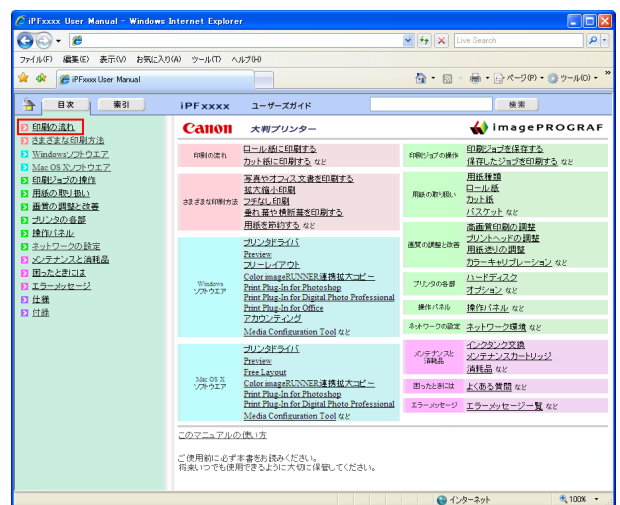 iPFxxxx User Manual - Windows Internet Explorer
Live Search
ファイル(F) 編集(E) 表示(V) お気に入り(A) ツール(T) ヘルプ(H)
iPFxxxx User Manual
ページ(P)
ツール(O)
目次 索引 iPFxxxx ユーザーズガイド 検索
印刷の流れ
さまざまな印刷方法
Windowsソフトウエア
Mac OS Xソフトウエア
印刷ジョブの操作
用紙の取り扱い
画質の調整と改善
プリンタの各部
操作パネル
ネットワークの設定
メンテナンスと消耗品
困ったときには
エラーメッセージ
仕様
付録
Canon 大判プリンター imagePROGRAF
印刷の流れ
ロール紙に印刷する
カット紙に印刷する など
さまざまな印刷方法
写真やオフィス文書を印刷する
拡大縮小印刷
フチなし印刷
垂れ幕や横断幕を印刷する
用紙を節約する など
Windows
ソフトウエア
プリンタドライバ
Preview
フリーレイアウト
Color imageRUNNER連携拡大コピー
Print Plug-In for Photoshop
Print Plug-In for Digital Photo Professional
Print Plug-In for Office
アカウンティング
Media Configuration Tool など
Mac OS X
ソフトウエア
プリンタドライバ
Preview
Free Layout
Color imageRUNNER連携拡大コピー
Print Plug-In for Photoshop
Print Plug-In for Digital Photo Professional
Media Configuration Tool など
印刷ジョブの操作
印刷ジョブを保存する
保存したジョブを印刷する など
用紙の取り扱い
用紙種類
ロール紙
カット紙
バスケット など
画質の調整と改善
高画質印刷の調整
プリントヘッドの調整
用紙送りの調整
カラーキャリブレーション など
プリンタの各部
ハードディスク
オプション など
操作パネル
操作パネル など
ネットワークの設定
ネットワーク環境 など
メンテナンスと
消耗品
インクタンク交換
メンテナンスカートリッジ
消耗品 など
困ったときには
よくある質問 など
エラーメッセージ
エラーメッセージ一覧 など
このマニュアルの使い方
ご使用前に必ず本書をお読みください。
将来いつでも使用できるように大切に保管してください。
インターネット
100%